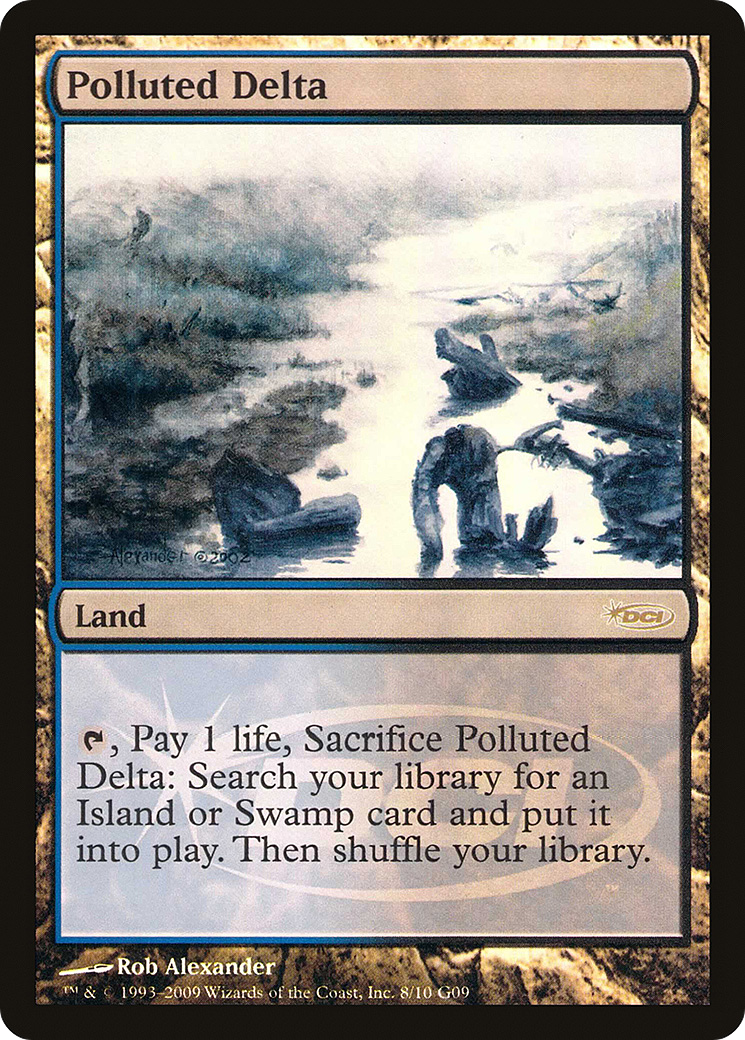 Polluted Delta
Alexander © 2002
Land
DCI
, Pay 1 life, Sacrifice Polluted
Delta: Search your library for an
Island or Swamp card and put it
into play. Then shuffle your library.
DCI
™
Rob Alexander
™ & © 1993–2009 Wizards of the Coast, Inc. 8/10 G09